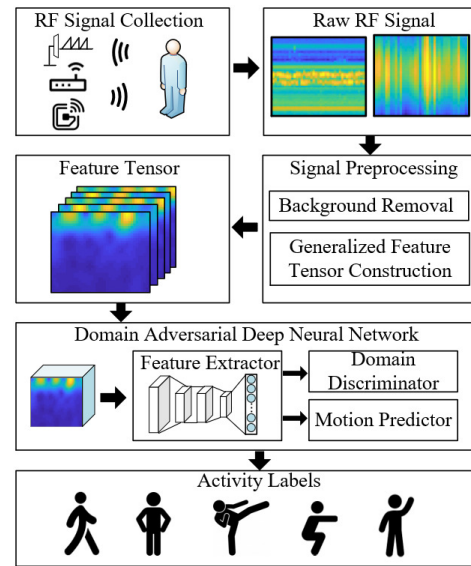 RF Signal Collection
Raw RF Signal
Feature Tensor
Signal Preprocessing
Background Removal
Generalized Feature
Tensor Construction
Domain Adversarial Deep Neural Network
Feature Extractor
Domain
Discriminator
Motion Predictor
Activity Labels